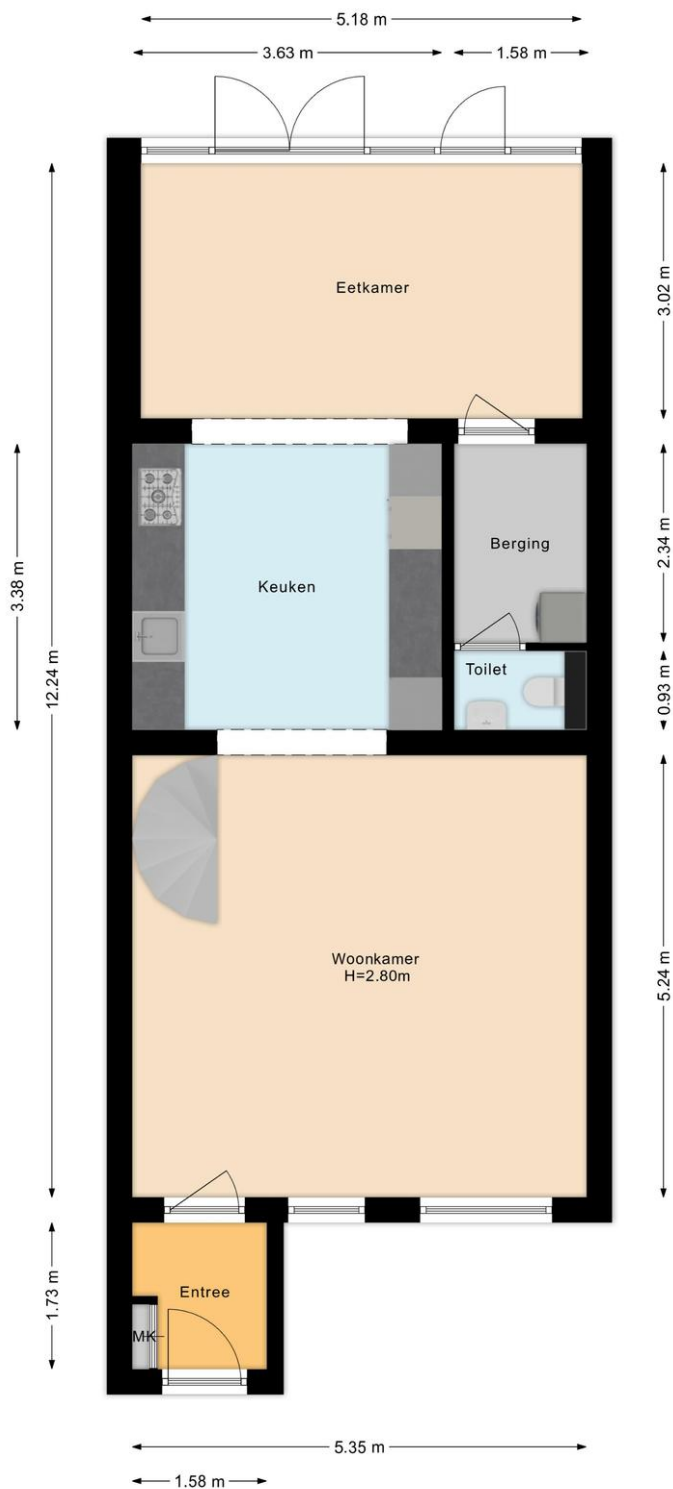 5.18 m
3.63 m
1.58 m
Eetkamer
3.02 m
12.24 m
3.38 m
Keuken
Berging
2.34 m
Toilet
0.93 m
Woonkamer
H=2.80m
5.24 m
Entree
1.73 m
MK
5.35 m
1.58 m